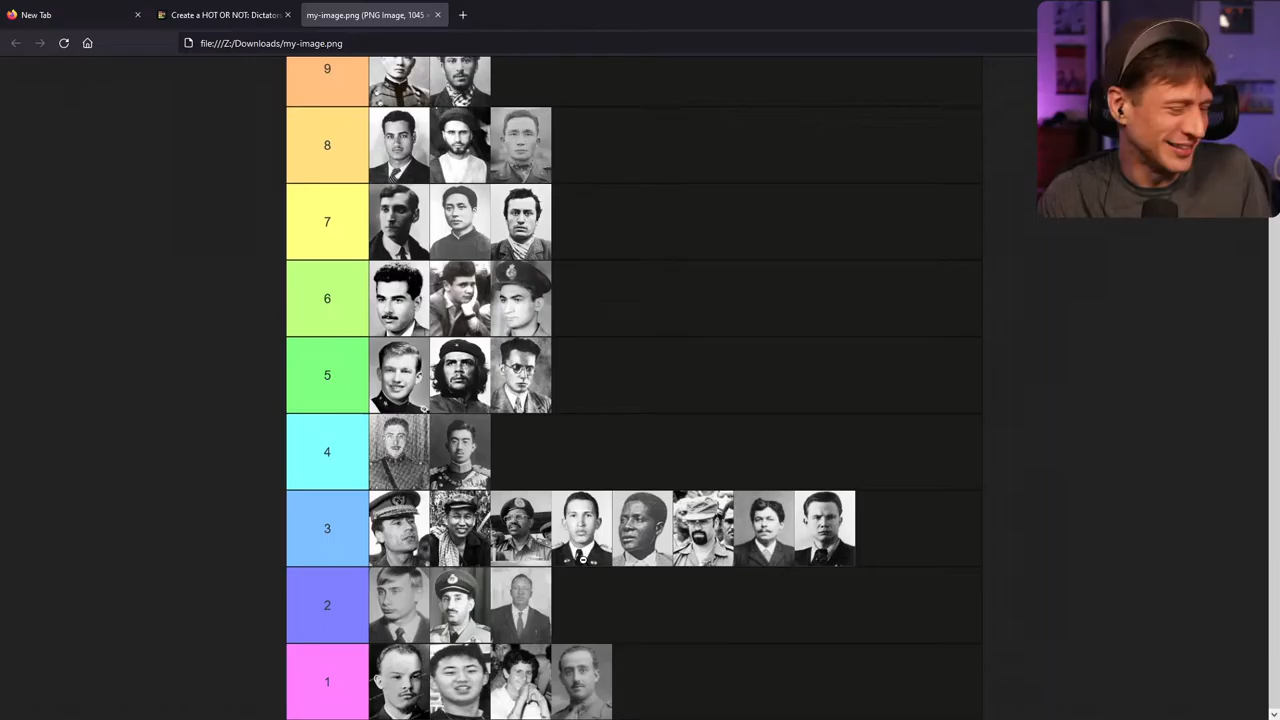 New Tab
Create a HOT OR NOT: Dictator
my-image.png (PNG Image, 1045 ×
file:///Z:/Downloads/my-image.png
9
8
7
6
5
4
3
2
1